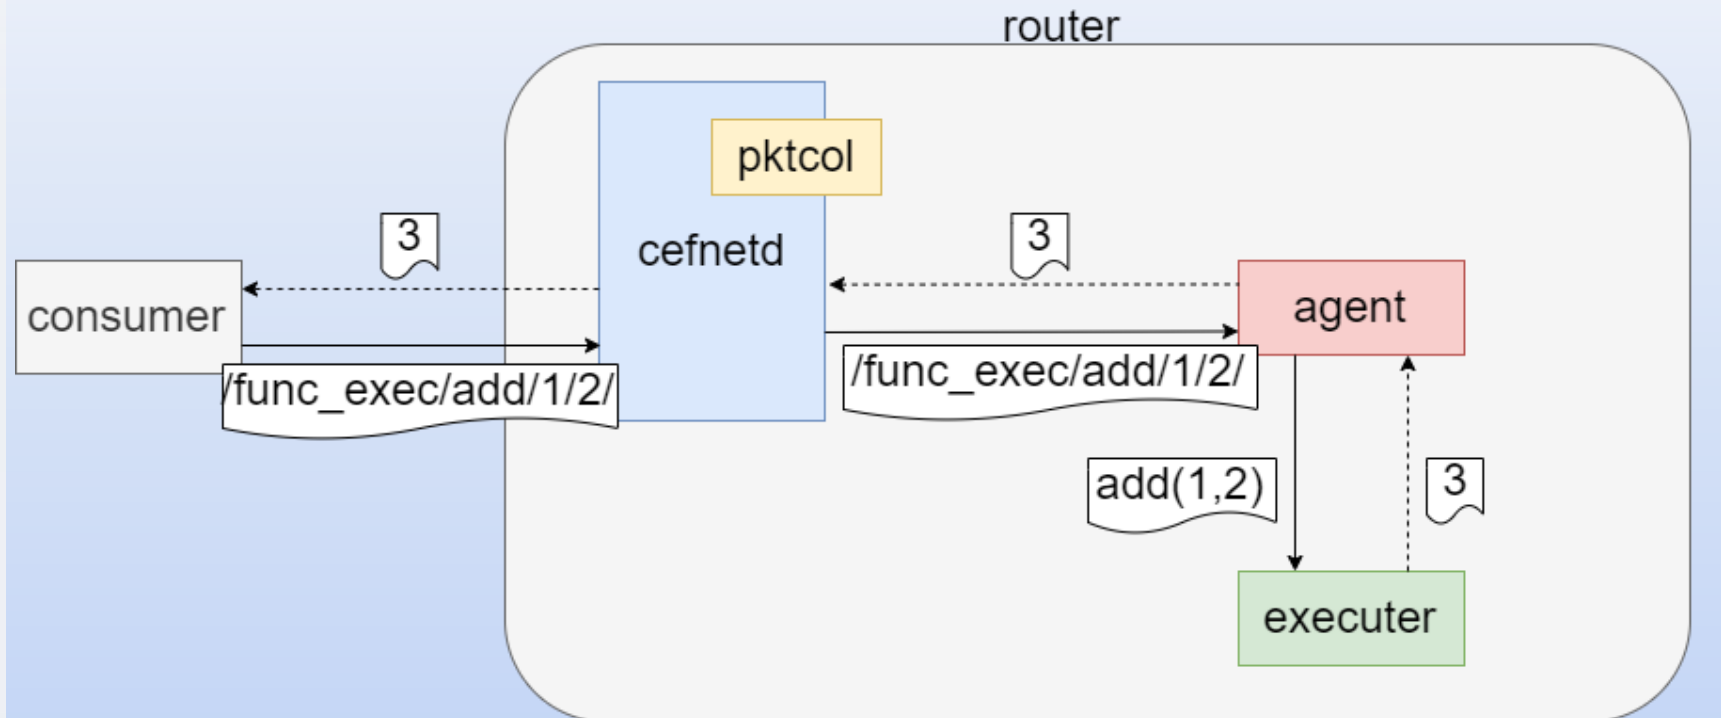 router
pktcol
3
3
cefnetd
consumer
agent
/func_exec/add/1/2/
/func_exec/add/1/2/
add(1,2)
3
executer